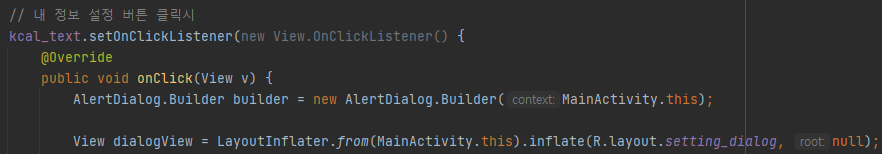 // 내 정보 설정 버튼 클릭시
kcal_text.setOnClickListener(new View.OnClickListener() {
@Override
public void onClick(View v) {
AlertDialog.Builder builder = new AlertDialog.Builder( context: MainActivity.this);
View dialogView = LayoutInflater.from(MainActivity.this).inflate(R.layout.setting_dialog, root: null);